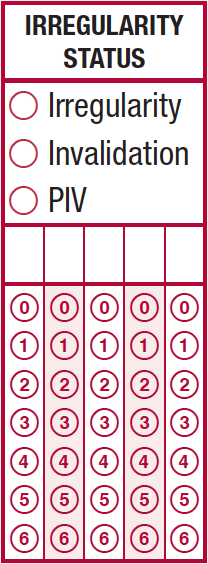 IRREGULARITY
STATUS
Irregularity
Invalidation
PIV
0 0 0 0 0
1 1 1 1 1
2 2 2 2 2
3 3 3 3 3
4 4 4 4 4
5 5 5 5 5
6 6 6 6 6